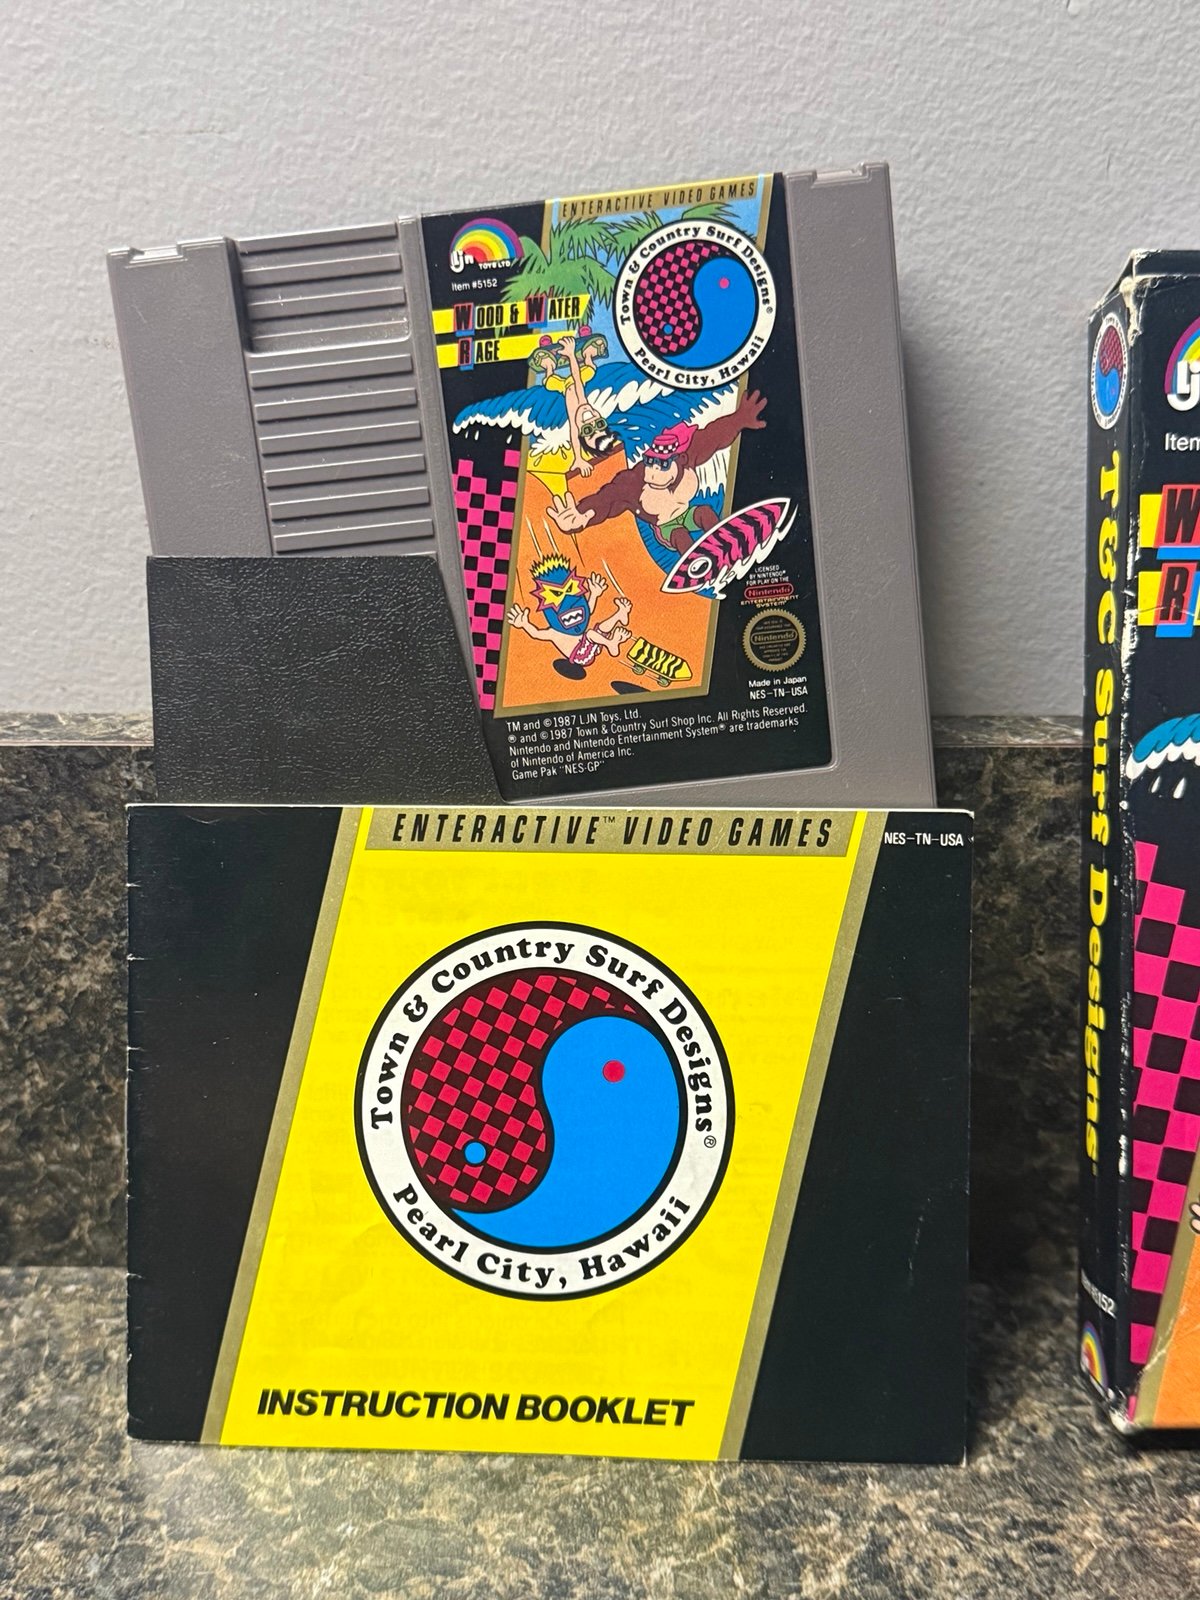 ENTERACTIVE VIDEO GAMES
LJN
TOYS LTD.
Item #5152
WOOD & WATER
RAGE
Town & Country Surf Designs®
Pearl City, Hawaii
LICENSED
BY NINTENDO®
FOR PLAY ON THE
Nintendo
ENTERTAINMENT
SYSTEM®
Nintendo
Made in Japan
NES-TN-USA
TM and ©1987 LJN Toys, Ltd.
® and ©1987 Town & Country Surf Shop Inc. All Rights Reserved.
Nintendo and Nintendo Entertainment System® are trademarks
of Nintendo of America Inc.
Game Pak "NES-GP"
ENTERACTIVE™ VIDEO GAMES
NES-TN-USA
Town & Country Surf Designs®
Pearl City, Hawaii
INSTRUCTION BOOKLET
T&C Surf Designs